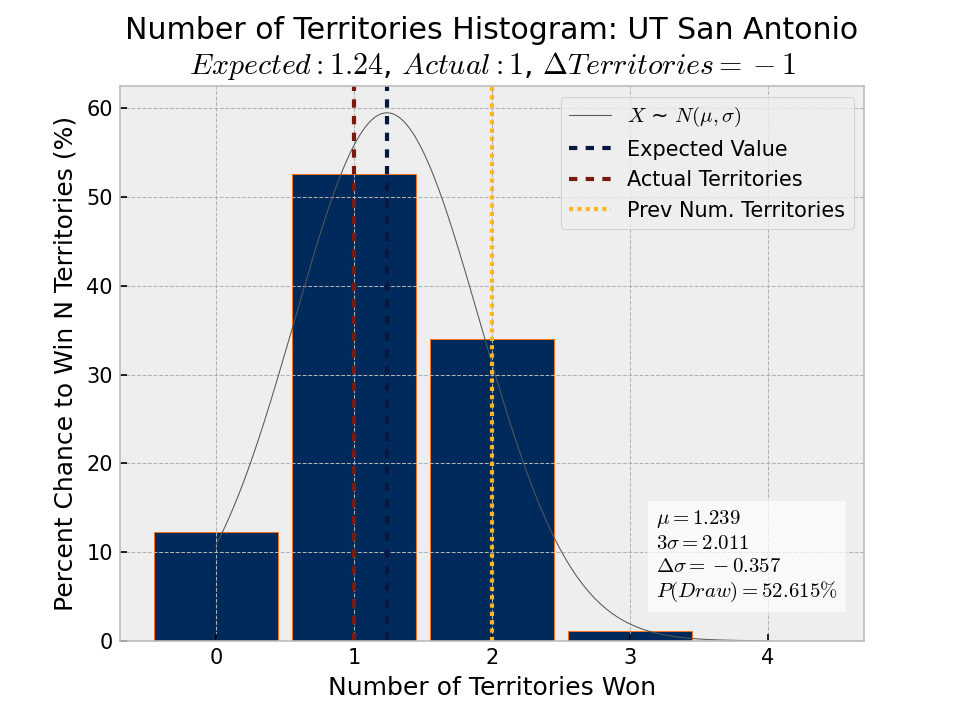 Number of Territories Histogram: UT San Antonio
Expected : 1.24, Actual : 1, ΔTerritories = −1
Percent Chance to Win N Territories (%)
60
50
40
30
20
10
0
X ∼ N(μ, σ)
Expected Value
Actual Territories
Prev Num. Territories
μ = 1.239
3σ = 2.011
Δσ = −0.357
P(Draw) = 52.615%
0 1 2 3 4
Number of Territories Won